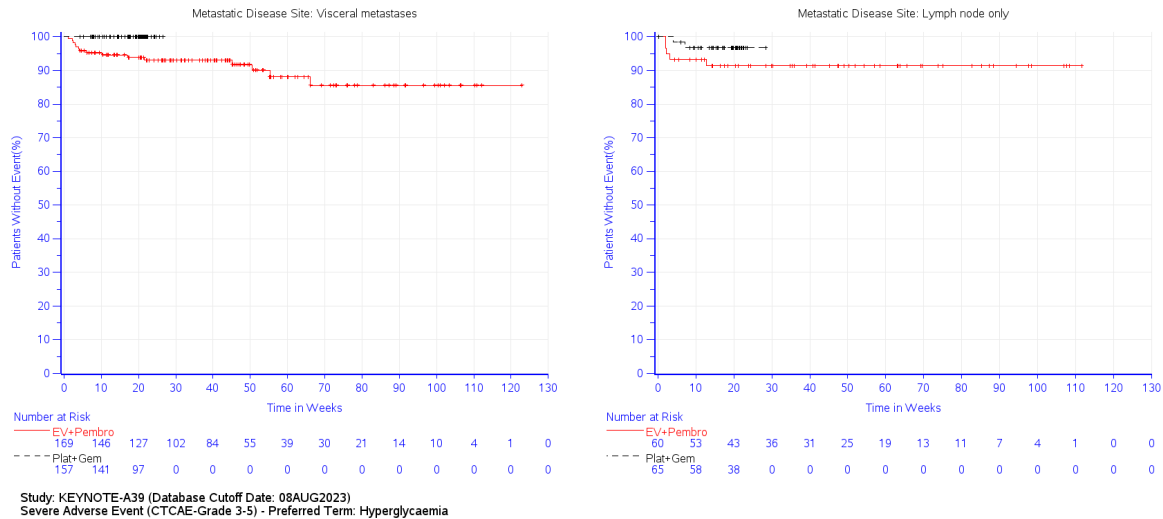 Metastatic Disease Site: Visceral metastases
Patients Without Event(%)
100
90
80
70
60
50
40
30
20
10
0
0 10 20 30 40 50 60 70 80 90 100 110 120 130
Time in Weeks
Number at Risk
EV+Pembro
169 146 127 102 84 55 39 30 21 14 10 4 1 0
Plat+Gem
157 141 97 0 0 0 0 0 0 0 0 0 0 0
Metastatic Disease Site: Lymph node only
Patients Without Event(%)
100
90
80
70
60
50
40
30
20
10
0
0 10 20 30 40 50 60 70 80 90 100 110 120 130
Time in Weeks
Number at Risk
EV+Pembro
60 53 43 36 31 25 19 13 11 7 4 1 0 0
Plat+Gem
65 58 38 0 0 0 0 0 0 0 0 0 0 0
Study: KEYNOTE-A39 (Database Cutoff Date: 08AUG2023)
Severe Adverse Event (CTCAE-Grade 3-5) - Preferred Term: Hyperglycaemia